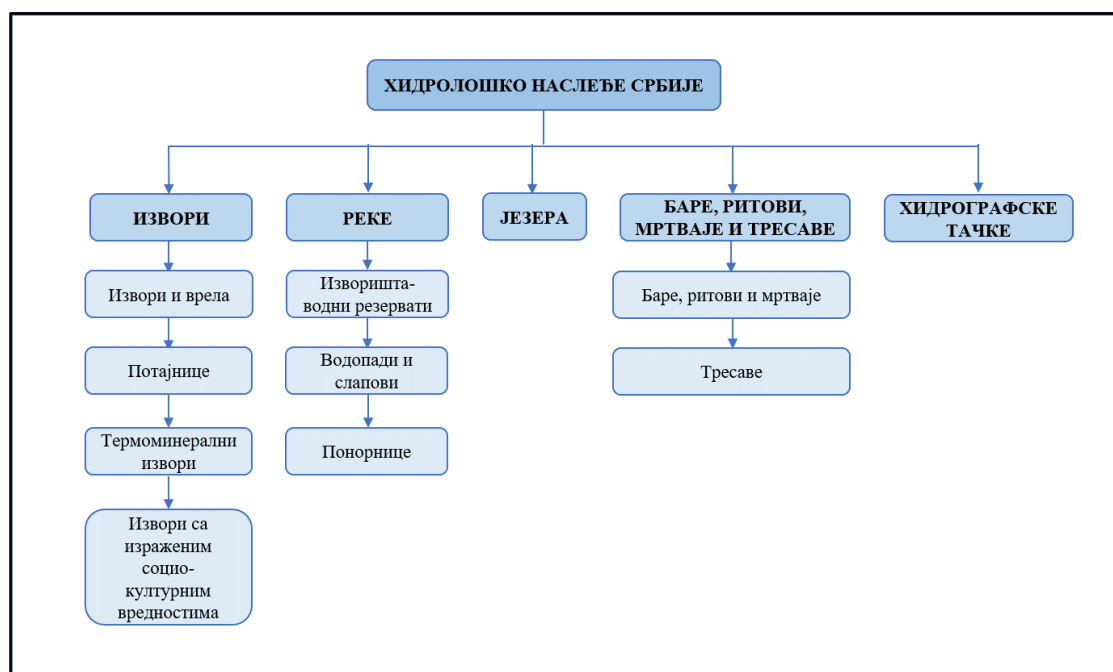 ХИДРОЛОШКО НАСЛЕЂЕ СРБИЈЕ
ИЗВОРИ
Извори и врела
Потајнице
Термоминерални
извори
Извори са
израженим
социо-
културним
вредностима
РЕКЕ
Изворишта-
водни резервати
Водопади и
слапови
Понорнице
ЈЕЗЕРА
БАРЕ, РИТОВИ,
МРТВАЈЕ И ТРЕСАВЕ
Баре, ритови и мртваје
Тресаве
ХИДРОГРАФСКЕ
ТАЧКЕ